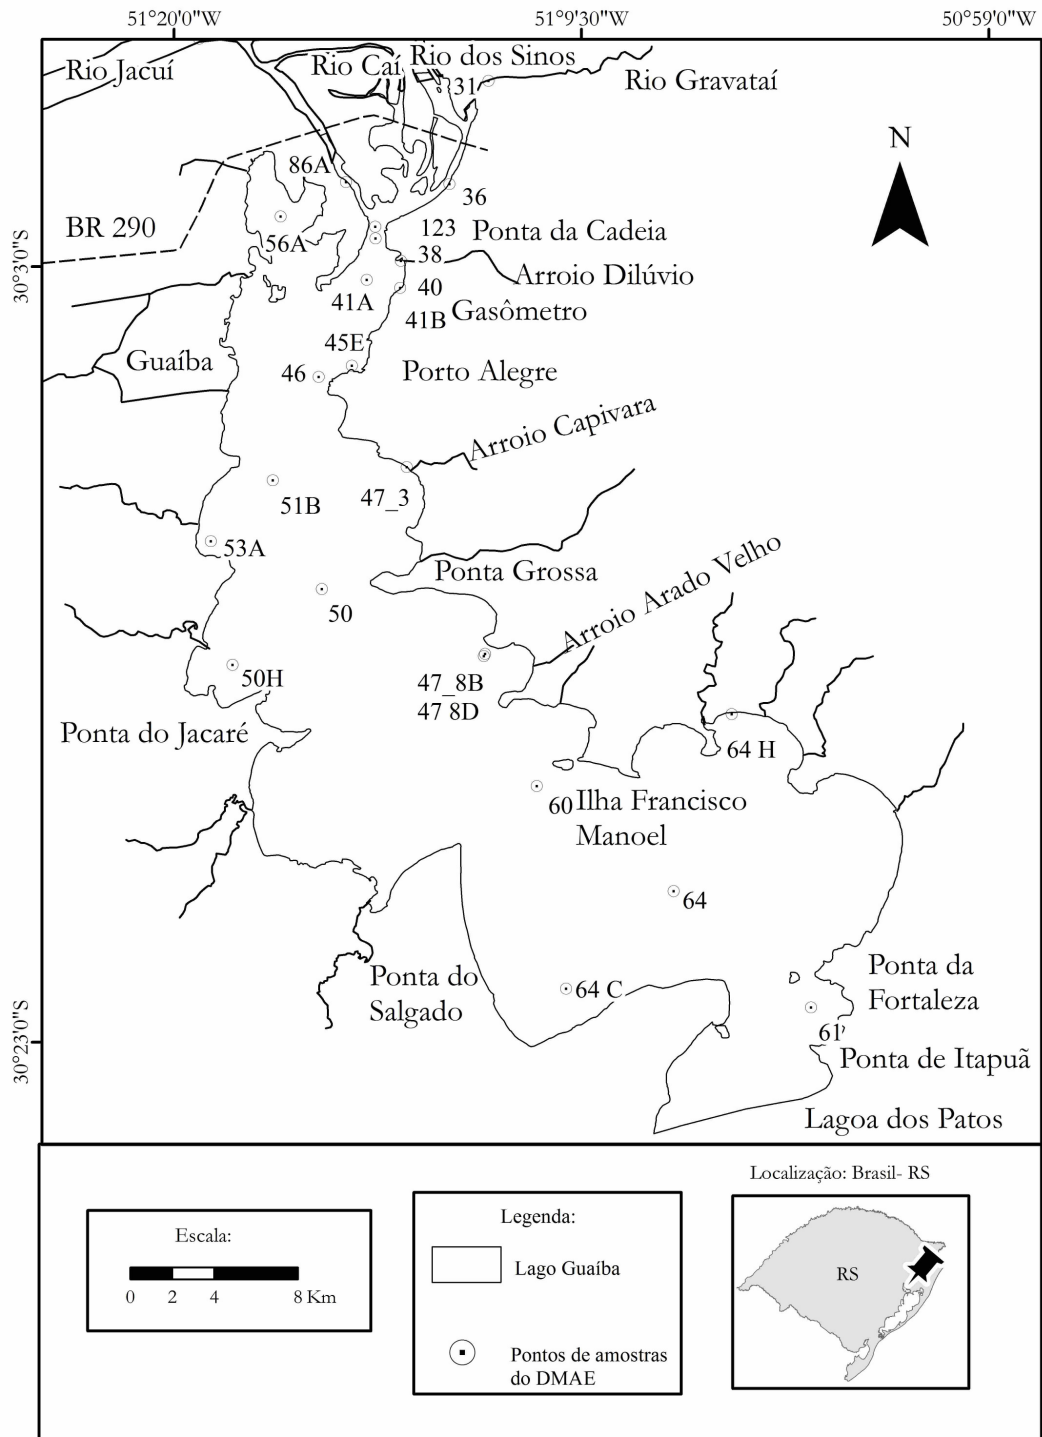 51°20'0"W
51°9'30"W
50°59'0"W
Rio Jacuí
Rio Caí
Rio dos Sinos
31
Rio Gravataí
N
86A
36
BR 290
56A
123
Ponta da Cadeia
38
30°3'0"S
Arroio Dilúvio
41A
40
Gasômetro
41B
45E
Guaíba
46
Porto Alegre
Arroio Capivara
47_3
51B
53A
Ponta Grossa
50
Arroio Arado Velho
50H
47_8B
47 8D
Ponta do Jacaré
64 H
60
Ilha Francisco
Manoel
64
Ponta do
Salgado
64 C
Ponta da
Fortaleza
61
30°23'0"S
Ponta de Itapuã
Lagoa dos Patos
Escala:
0 2 4 8 Km
Legenda:
Lago Guaíba
Pontos de amostras
do DMAE
Localização: Brasil- RS
RS